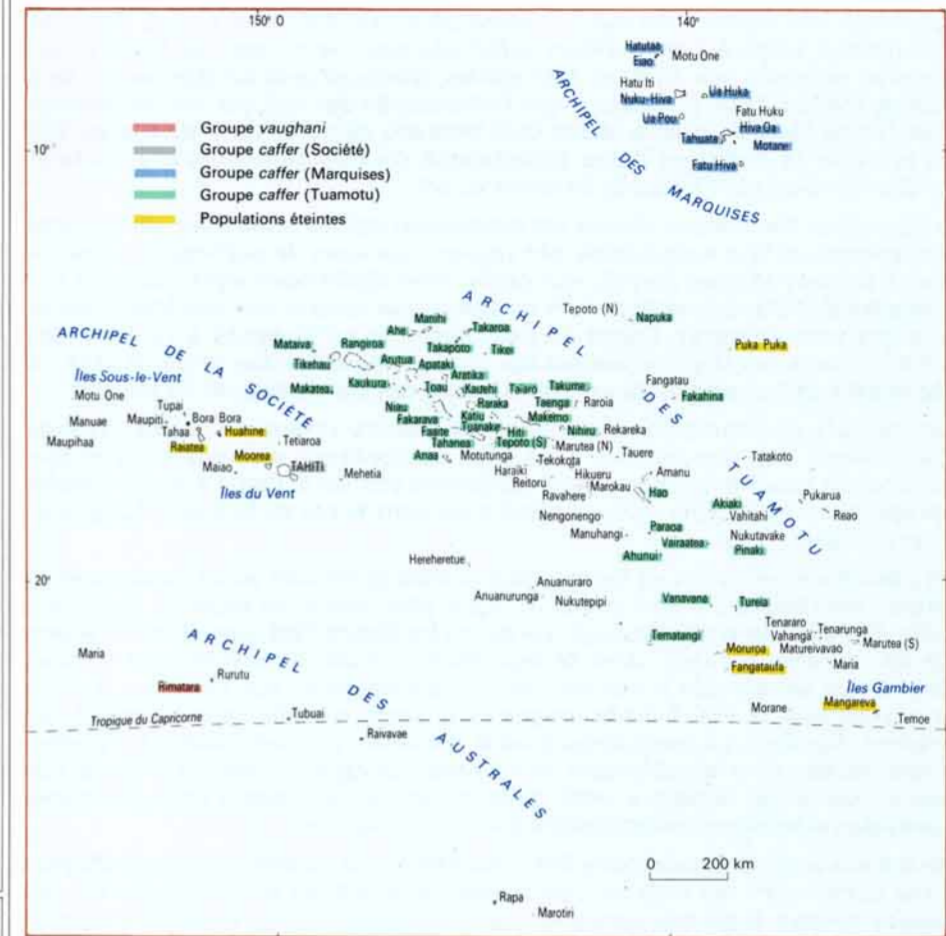 150° O
140°
Hatutaa
Eiao
Motu One
Hatu Iti
Nuku-Hiva
Ua Huka
Ua Pou
Fatu Huku
Hiva Oa
Tahuata
Motane
Fatu Hiva
ARCHIPEL DES MARQUISES
10°
Groupe vaughani
Groupe caffer (Société)
Groupe caffer (Marquises)
Groupe caffer (Tuamotu)
Populations éteintes
ARCHIPEL DES TUAMOTU
Tepoto (N)
Napuka
Puka Puka
Manihi
Ahe
Takaroa
Mataiva
Rangiroa
Takapoto
Tikei
Tikehau
Arutua
Apataki
Aratika
Makatea
Kaukura
Toau
Kauehi
Taiaro
Takume
Fangatau
Fakahina
Niau
Raraka
Taenga
Raroia
Fakarava
Katiu
Makemo
Tuanake
Faaite
Hiti
Nihiru
Rekareka
Tahanea
Tepoto (S)
Marutea (N)
Tauere
Anaa
Motutunga
Tekokota
Tatakoto
Haraiki
Hikueru
Amanu
Reitoru
Marokau
Ravahere
Hao
Pukarua
Akiaki
Reao
Nengonengo
Vahitahi
Paraoa
Manuhangi
Nukutavake
Vairaatea
Pinaki
Ahunui
ARCHIPEL DE LA SOCIÉTÉ
Îles Sous-le-Vent
Motu One
Tupai
Manuae
Maupiti
Bora Bora
Tahaa
Huahine
Maupihaa
Raiatea
Tetiaroa
Moorea
Maiao
TAHITI
Mehetia
Îles du Vent
Hereheretue
20°
Anuanuraro
Anuanurunga
Nukutepipi
Vanavana
Tureia
Tenararo
Tematangi
Vahanga
Tenarunga
Moruroa
Matureivavao
Marutea (S)
Fangataufa
Maria
Îles Gambier
Mangareva
Morane
Temoe
ARCHIPEL DES AUSTRALES
Maria
Rurutu
Rimatara
Tropique du Capricorne
Tubuai
Raivavae
0 200 km
Rapa
Marotiri